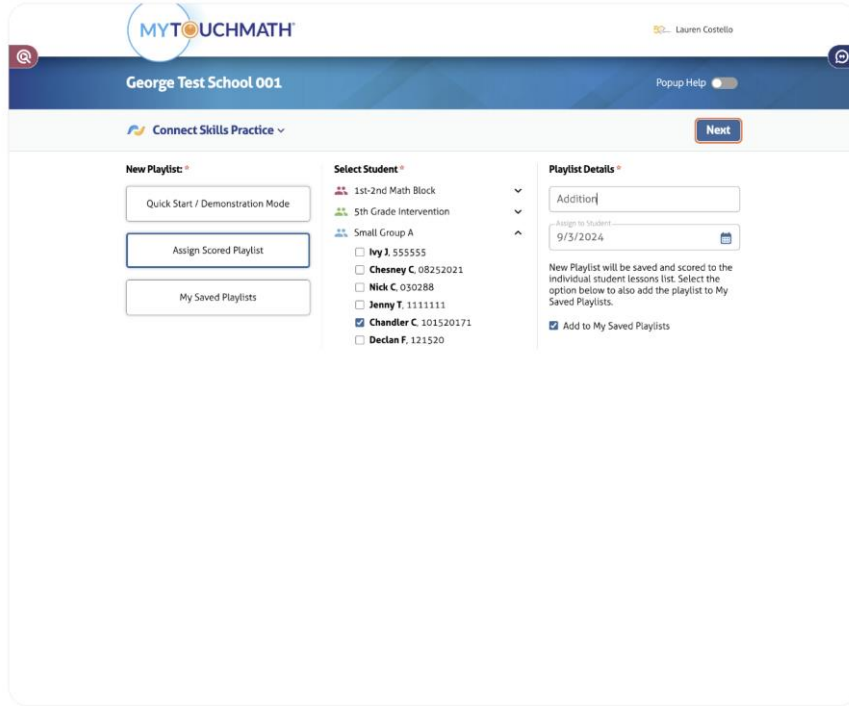 MYTOUCHMATH
Lauren Costello
George Test School 001
Popup Help
Connect Skills Practice
Next
New Playlist: *
Quick Start / Demonstration Mode
Assign Scored Playlist
My Saved Playlists
Select Student *
1st-2nd Math Block
5th Grade Intervention
Small Group A
Ivy J, 555555
Chesney C, 08252021
Nick C, 030288
Jenny T, 1111111
Chandler C, 101520171
Declan F, 121520
Playlist Details *
Addition
Assign to Student
9/3/2024
New Playlist will be saved and scored to the
individual student lessons list. Select the
option below to also add the playlist to My
Saved Playlists.
Add to My Saved Playlists